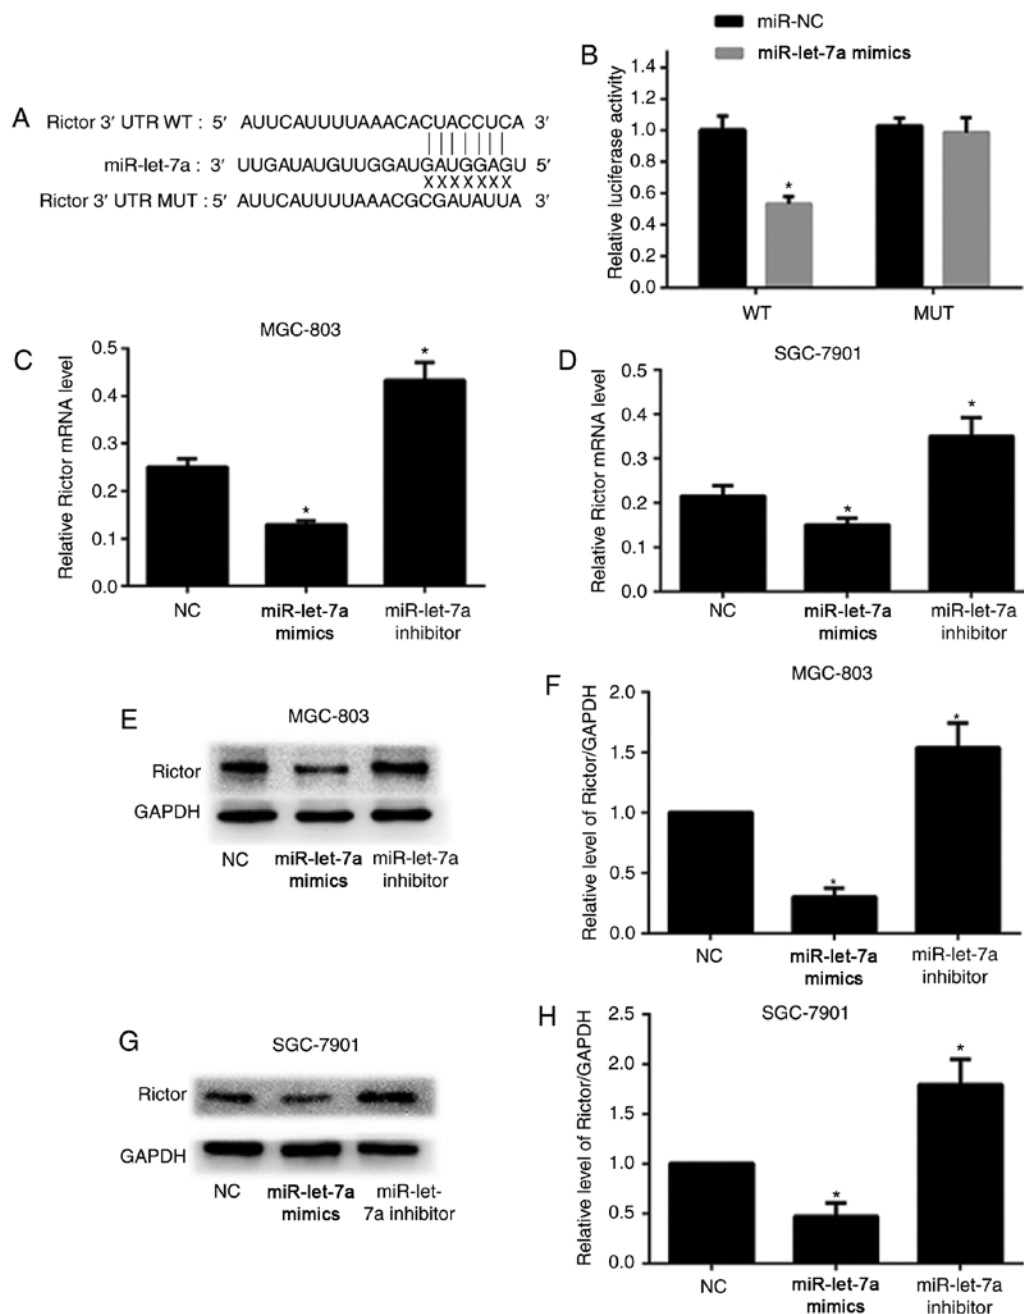 A
Rictor 3′ UTR WT : 5′ AUUCAUUUUAAACACUACCUCA 3′
miR-let-7a : 3′ UUGAUAUGUUGGAUGAUGGAGU 5′
XXXXXXX
Rictor 3′ UTR MUT : 5′ AUUCAUUUUAAACGCGAUAUUA 3′
B
miR-NC
miR-let-7a mimics
Relative luciferase activity
1.4
1.2
1.0
0.8
0.6
0.4
0.2
0.0
*
WT MUT
C
MGC-803
Relative Rictor mRNA level
0.5
0.4
0.3
0.2
0.1
0.0
* *
NC miR-let-7a miR-let-7a
mimics inhibitor
D
SGC-7901
Relative Rictor mRNA level
0.5
0.4
0.3
0.2
0.1
0.0
* *
NC miR-let-7a miR-let-7a
mimics inhibitor
E
MGC-803
Rictor
GAPDH
NC miR-let-7a miR-let-7a
mimics inhibitor
F
MGC-803
Relative level of Rictor/GAPDH
2.0
1.5
1.0
0.5
0.0
* *
NC miR-let-7a miR-let-7a
mimics inhibitor
G
SGC-7901
Rictor
GAPDH
NC miR-let-7a miR-let-
mimics 7a inhibitor
H
SGC-7901
Relative level of Rictor/GAPDH
2.5
2.0
1.5
1.0
0.5
0.0
* *
NC miR-let-7a miR-let-7a
mimics inhibitor